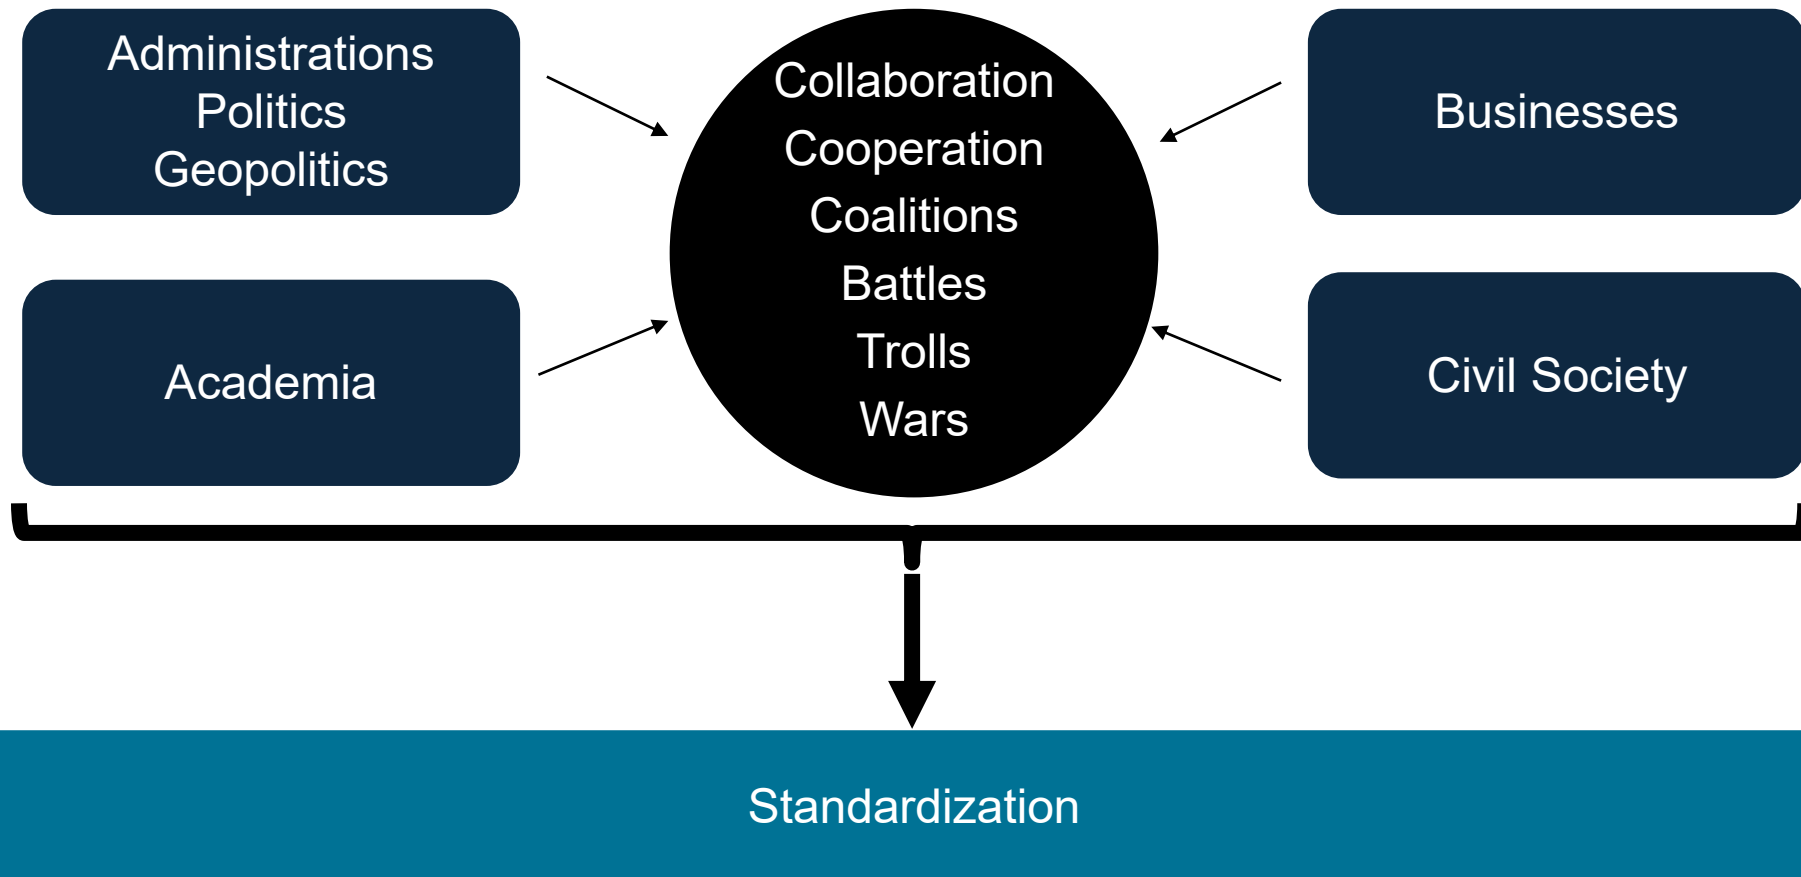 Administrations
Politics
Geopolitics
Academia
Collaboration
Cooperation
Coalitions
Battles
Trolls
Wars
Businesses
Civil Society
Standardization